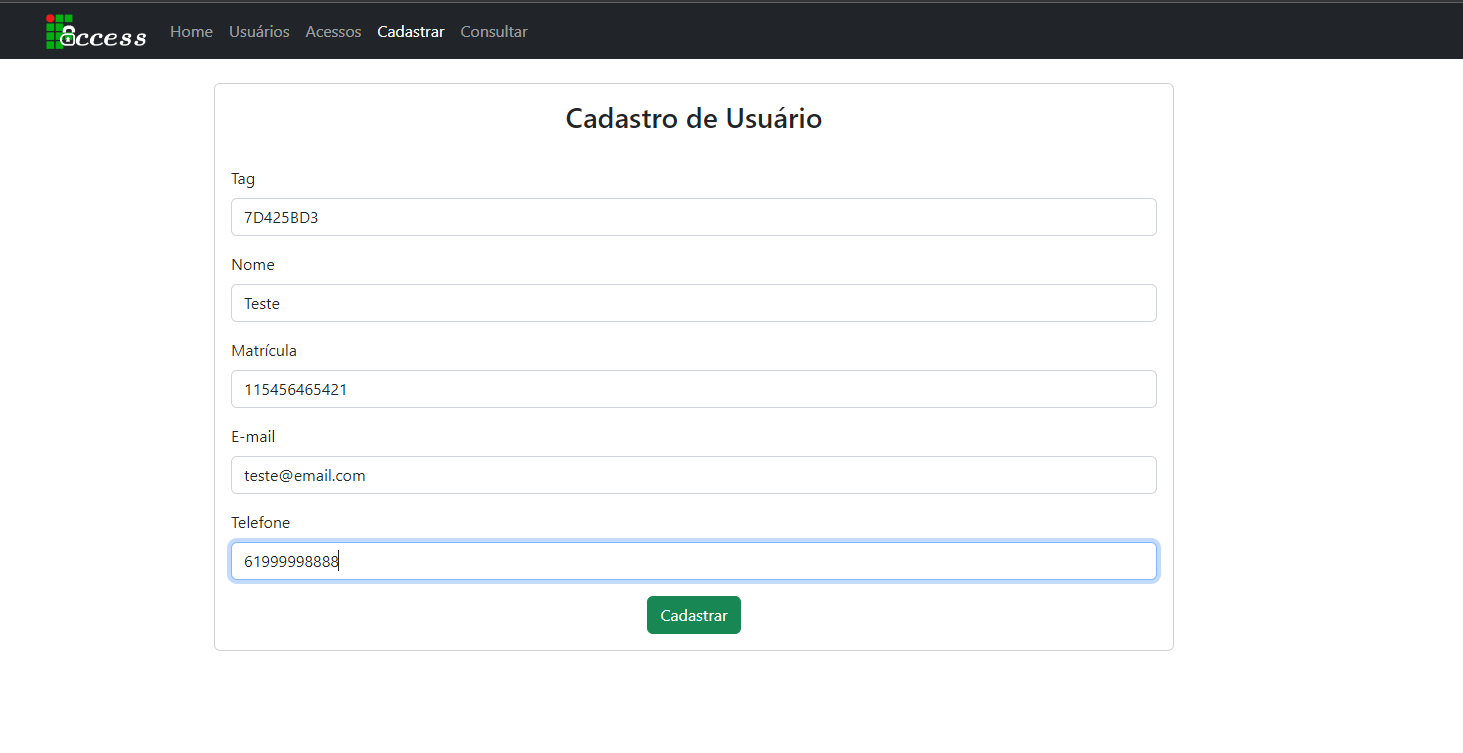 access Home Usuários Acessos Cadastrar Consultar
Cadastro de Usuário
Tag
7D425BD3
Nome
Teste
Matrícula
115456465421
E-mail
teste@email.com
Telefone
61999998888
Cadastrar